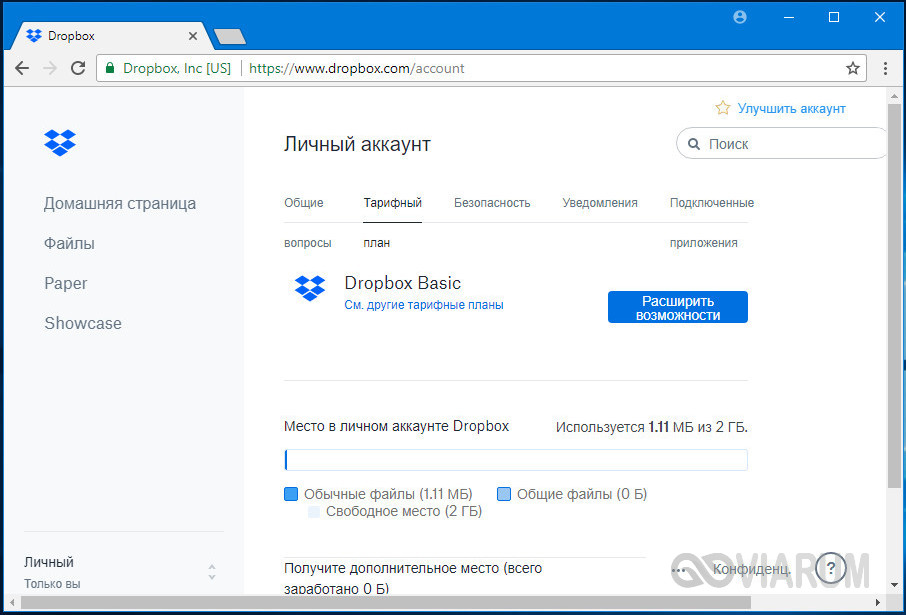 Dropbox
Dropbox, Inc [US] https://www.dropbox.com/account
Улучшить аккаунт
Личный аккаунт
Поиск
Домашняя страница
Файлы
Paper
Showcase
Общие вопросы
Тарифный план
Безопасность
Уведомления
Подключенные приложения
Dropbox Basic
См. другие тарифные планы
Расширить
возможности
Место в личном аккаунте Dropbox
Используется 1.11 МБ из 2 ГБ.
Обычные файлы (1.11 МБ)
Общие файлы (0 Б)
Свободное место (2 ГБ)
Получите дополнительное место (всего
заработано 0 Б)
Личный
Только вы
Конфиденц.
?
VIARUM